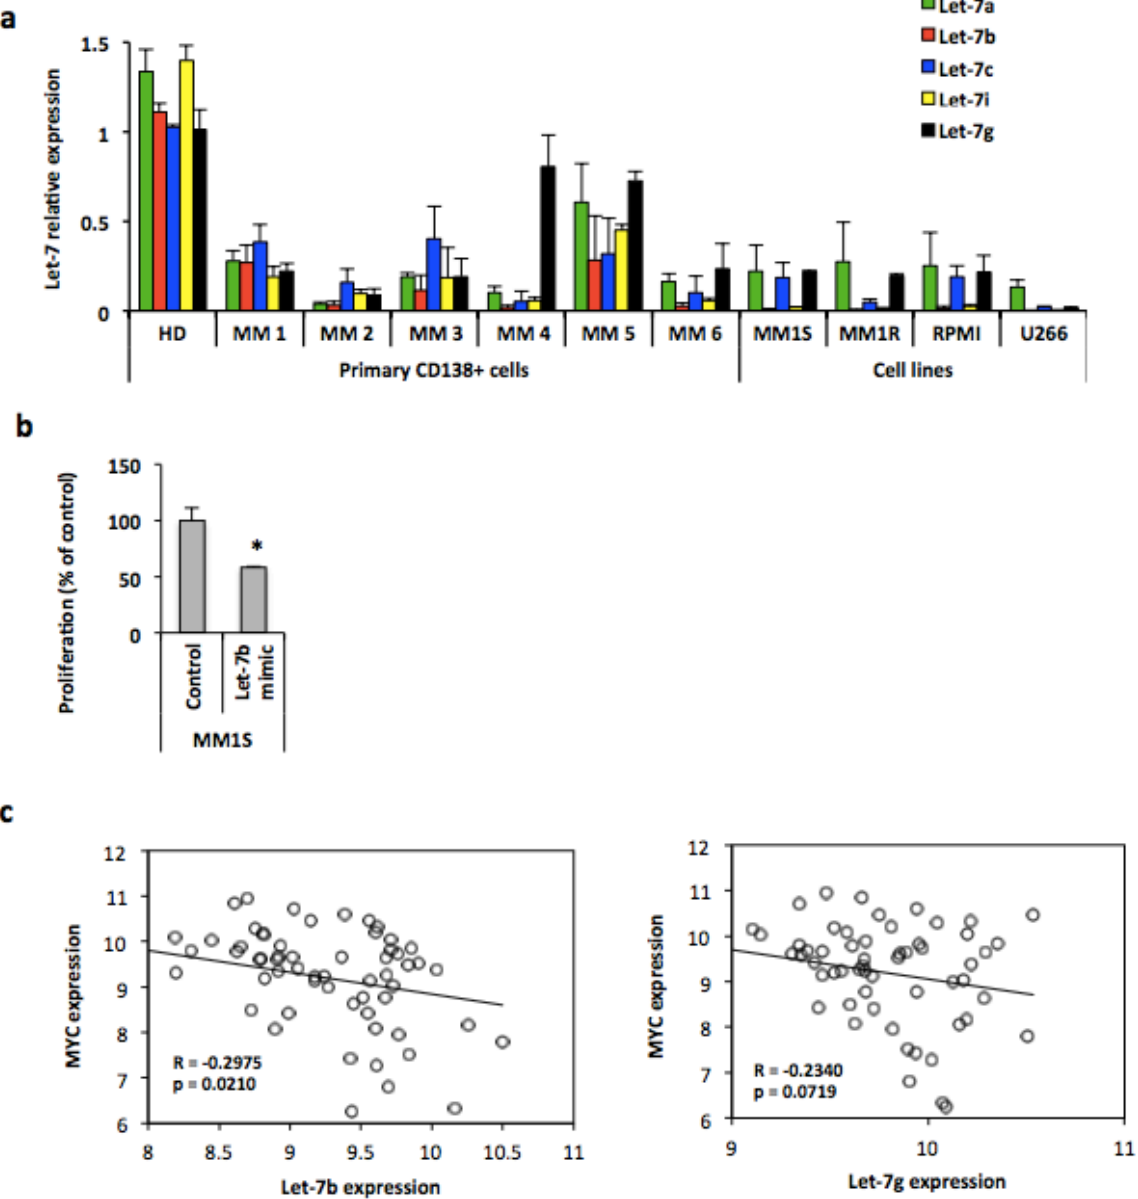 a
Let-7a
Let-7b
Let-7c
Let-7i
Let-7g
Let-7 relative expression
1.5
1
0.5
0
HD MM 1 MM 2 MM 3 MM 4 MM 5 MM 6 MM1S MM1R RPMI U266
Primary CD138+ cells Cell lines
b
Proliferation (% of control)
150
100
50
0
*
Control
Let-7b
mimic
MM1S
c
MYC expression
12
11
10
9
8
7
6
R = -0.2975
p = 0.0210
8 8.5 9 9.5 10 10.5 11
Let-7b expression
MYC expression
12
11
10
9
8
7
6
R = -0.2340
p = 0.0719
9 10 11
Let-7g expression